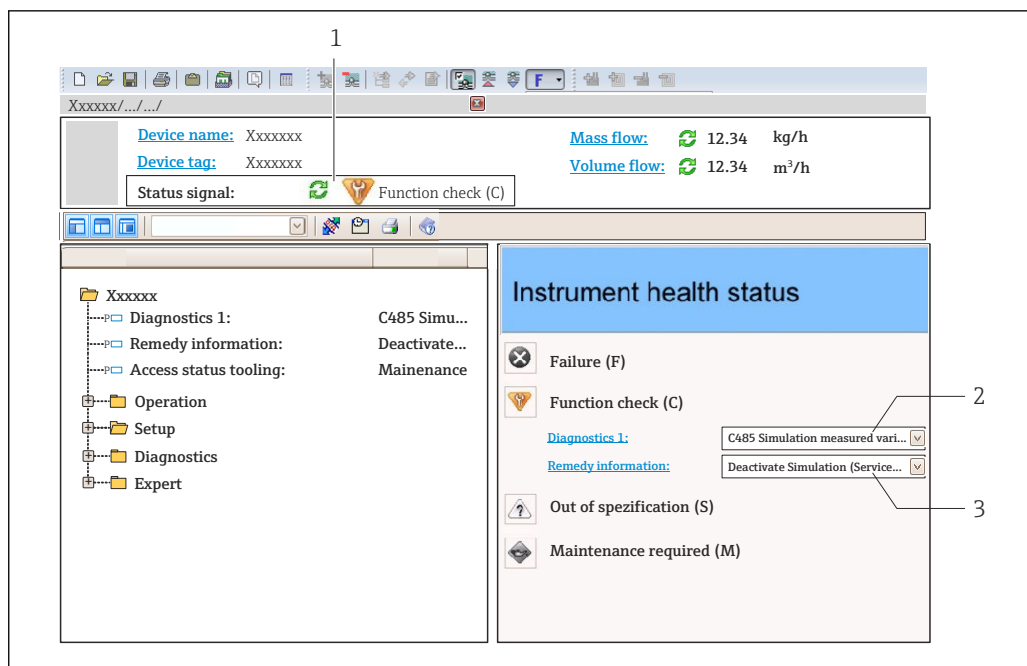 1
F
Xxxxxx/.../.../
Device name: Xxxxxxx
Mass flow: 12.34 kg/h
Device tag: Xxxxxxx
Volume flow: 12.34 m³/h
Status signal: Function check (C)
Xxxxxx
Diagnostics 1: C485 Simu...
Remedy information: Deactivate...
Access status tooling: Mainenance
Operation
Setup
Diagnostics
Expert
Instrument health status
Failure (F)
Function check (C)
Diagnostics 1: C485 Simulation measured vari...
2
Remedy information: Deactivate Simulation (Service...
3
Out of spezification (S)
Maintenance required (M)